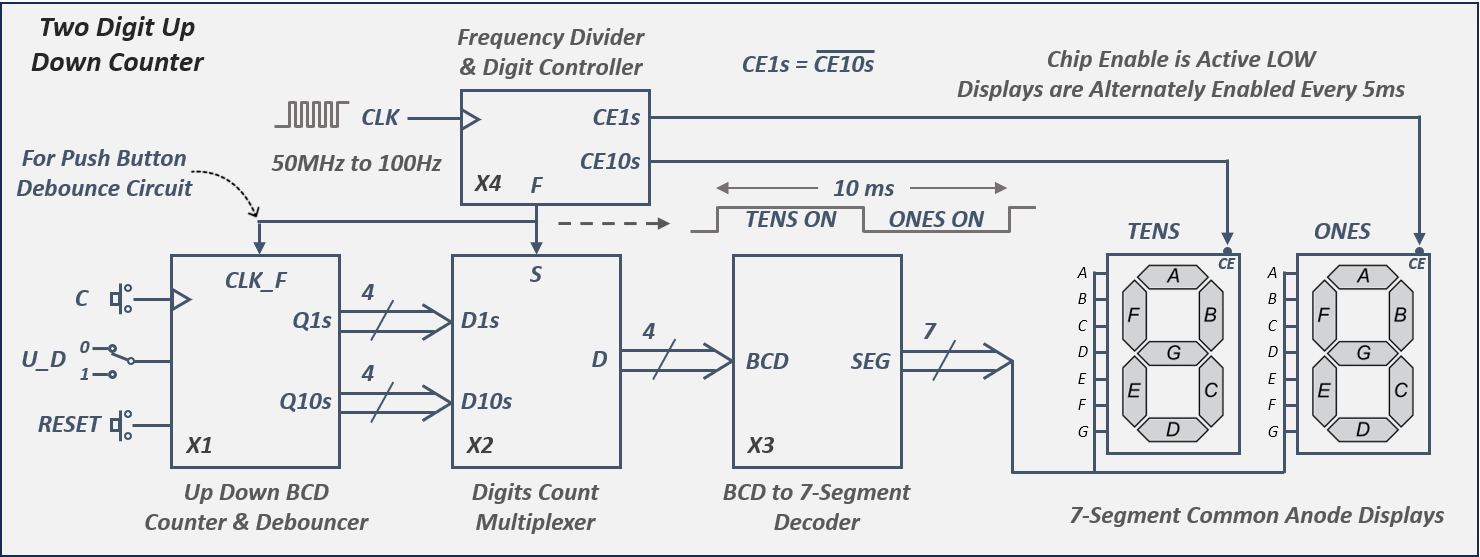 Two Digit Up
Down Counter
Frequency Divider
& Digit Controller
CE1s = \overline{CE10s}
Chip Enable is Active LOW
Displays are Alternately Enabled Every 5ms
CLK
50MHz to 100Hz
CE1s
CE10s
X4
F
For Push Button
Debounce Circuit
10 ms
TENS ON
ONES ON
C
U_D
0
1
RESET
CLK_F
Q1s
Q10s
X1
Up Down BCD
Counter & Debouncer
4
4
S
D1s
D10s
D
X2
Digits Count
Multiplexer
4
BCD
SEG
X3
BCD to 7-Segment
Decoder
7
TENS
CE
A
B
C
D
E
F
G
A
F
B
G
E
C
D
ONES
CE
A
B
C
D
E
F
G
A
F
B
G
E
C
D
7-Segment Common Anode Displays